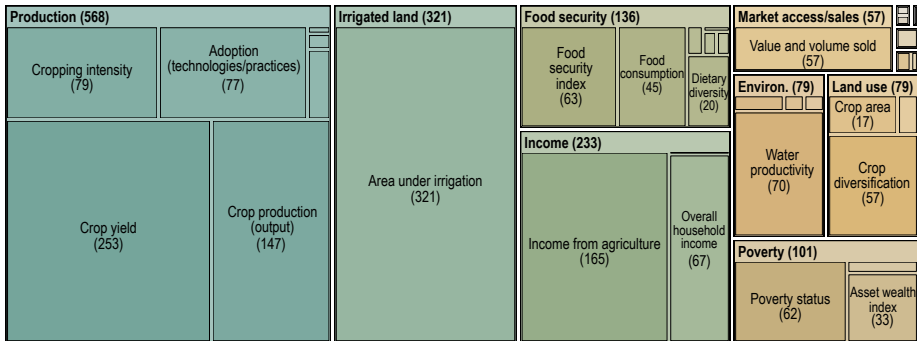 Production (568)
Cropping intensity
(79)
Adoption
(technologies/practices)
(77)
Crop yield
(253)
Crop production
(output)
(147)
Irrigated land (321)
Area under irrigation
(321)
Food security (136)
Food
security
index
(63)
Food
consumption
(45)
Dietary
diversity
(20)
Income (233)
Income from agriculture
(165)
Overall
household
income
(67)
Market access/sales (57)
Value and volume sold
(57)
Environ. (79)
Water
productivity
(70)
Land use (79)
Crop area
(17)
Crop
diversification
(57)
Poverty (101)
Poverty status
(62)
Asset wealth
index
(33)